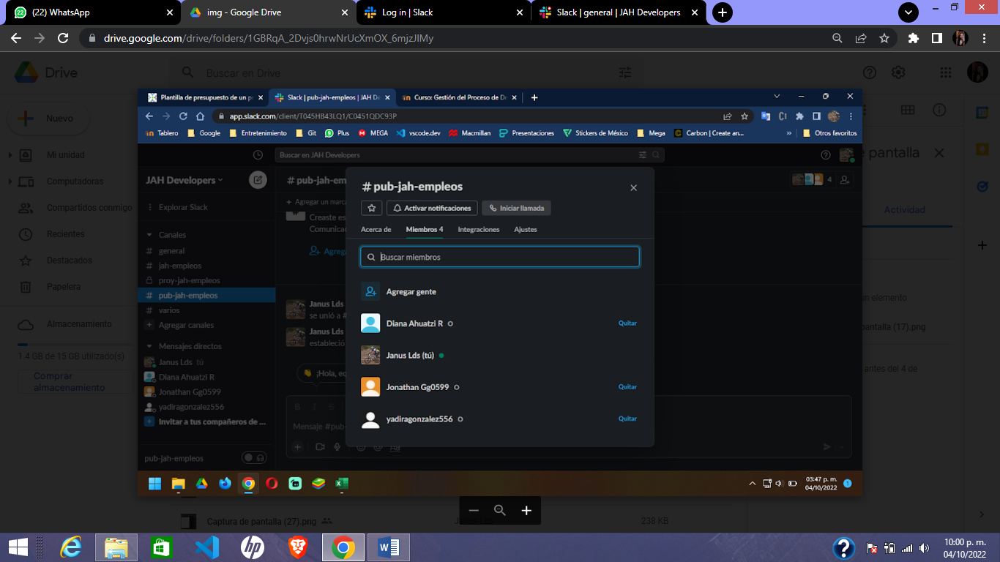 (22) WhatsApp
img - Google Drive
Log in | Slack
Slack | general | JAH Developers
drive.google.com/drive/folders/1GBRqA_2Dvjs0hrwNrUcXmOX_6mjzJIMy
Drive
Buscar en Drive
Nuevo
Mi unidad
Computadoras
Compartidos conmigo
Recientes
Destacados
Papelera
Almacenamiento
1.4 GB de 15 GB utilizado(s)
Comprar
almacenamiento
Plantilla de presupuesto de un p
Slack | pub-jah-empleos | JAH De
Curso: Gestión del Proceso de De
app.slack.com/client/T045HB43LQ1/C0451QDC93P
Tablero
Google
Entretenimiento
Git
Plus
MEGA
vscode.dev
Macmillan
Presentaciones
Stickers de México
Mega
Carbon | Create an...
»
Otros favoritos
Buscar en JAH Developers
JAH Developers
Explorar Slack
Canales
# general
# jah-empleos
proy-jah-empleos
# pub-jah-empleos
# varios
+ Agregar canales
Mensajes directos
Janus Lds tú
Diana Ahuatzi R
Jonathan Gg0599
yadiragonzalez556
+ Invitar a tus compañeros de ...
pub-jah-empleos
# pub-jah-em
4
+ Agregar un marca
Creaste es
Comunica
Agrega
Janus Lds
se unió a #
Janus Lds
estableció
¡Hola, eq
B I S
Mensaje #pub-
Aa
# pub-jah-empleos
Activar notificaciones
Iniciar llamada
Acerca de
Miembros 4
Integraciones
Ajustes
Buscar miembros
Agregar gente
Diana Ahuatzi R
Quitar
Janus Lds (tú)
Jonathan Gg0599
Quitar
yadiragonzalez556
Quitar
03:47 p. m.
04/10/2022
1
e pantalla
Actividad
un elemento
pantalla (17).png
antes del 4 de
Captura de pantalla (27).png
238 KB
10:00 p. m.
04/10/2022